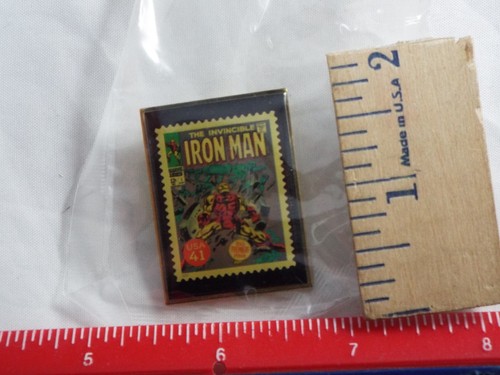 THE INVINCIBLE
IRON MAN
USA
41
Made in U.S.A.
1
2
5
6
7
8